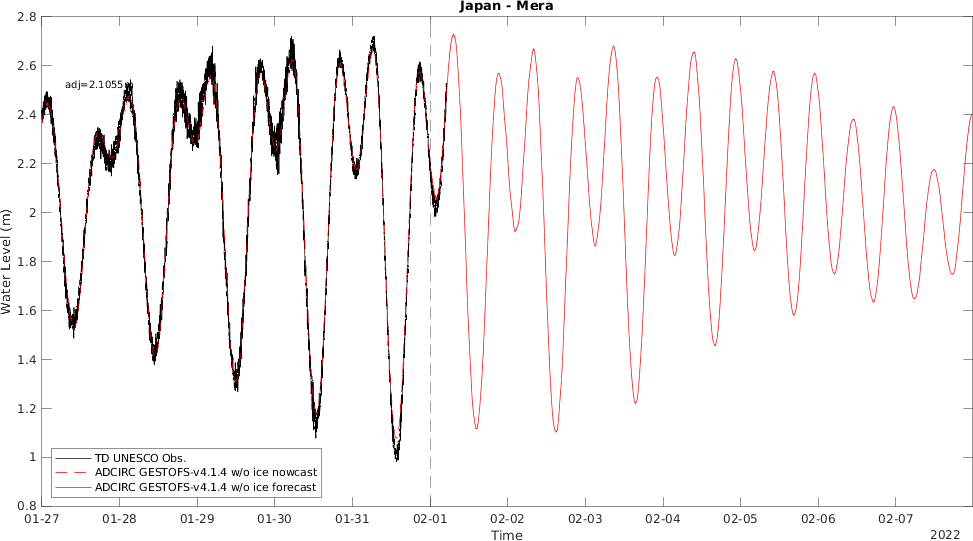 Japan - Mera
2.8
2.6
2.4
2.2
2
1.8
1.6
1.4
1.2
1
0.8
Water Level (m)
adj=2.1055m
TD UNESCO Obs.
ADCIRC GESTOFS-v4.1.4 w/o ice nowcast
ADCIRC GESTOFS-v4.1.4 w/o ice forecast
01-27 01-28 01-29 01-30 01-31 02-01 02-02 02-03 02-04 02-05 02-06 02-07
Time
2022